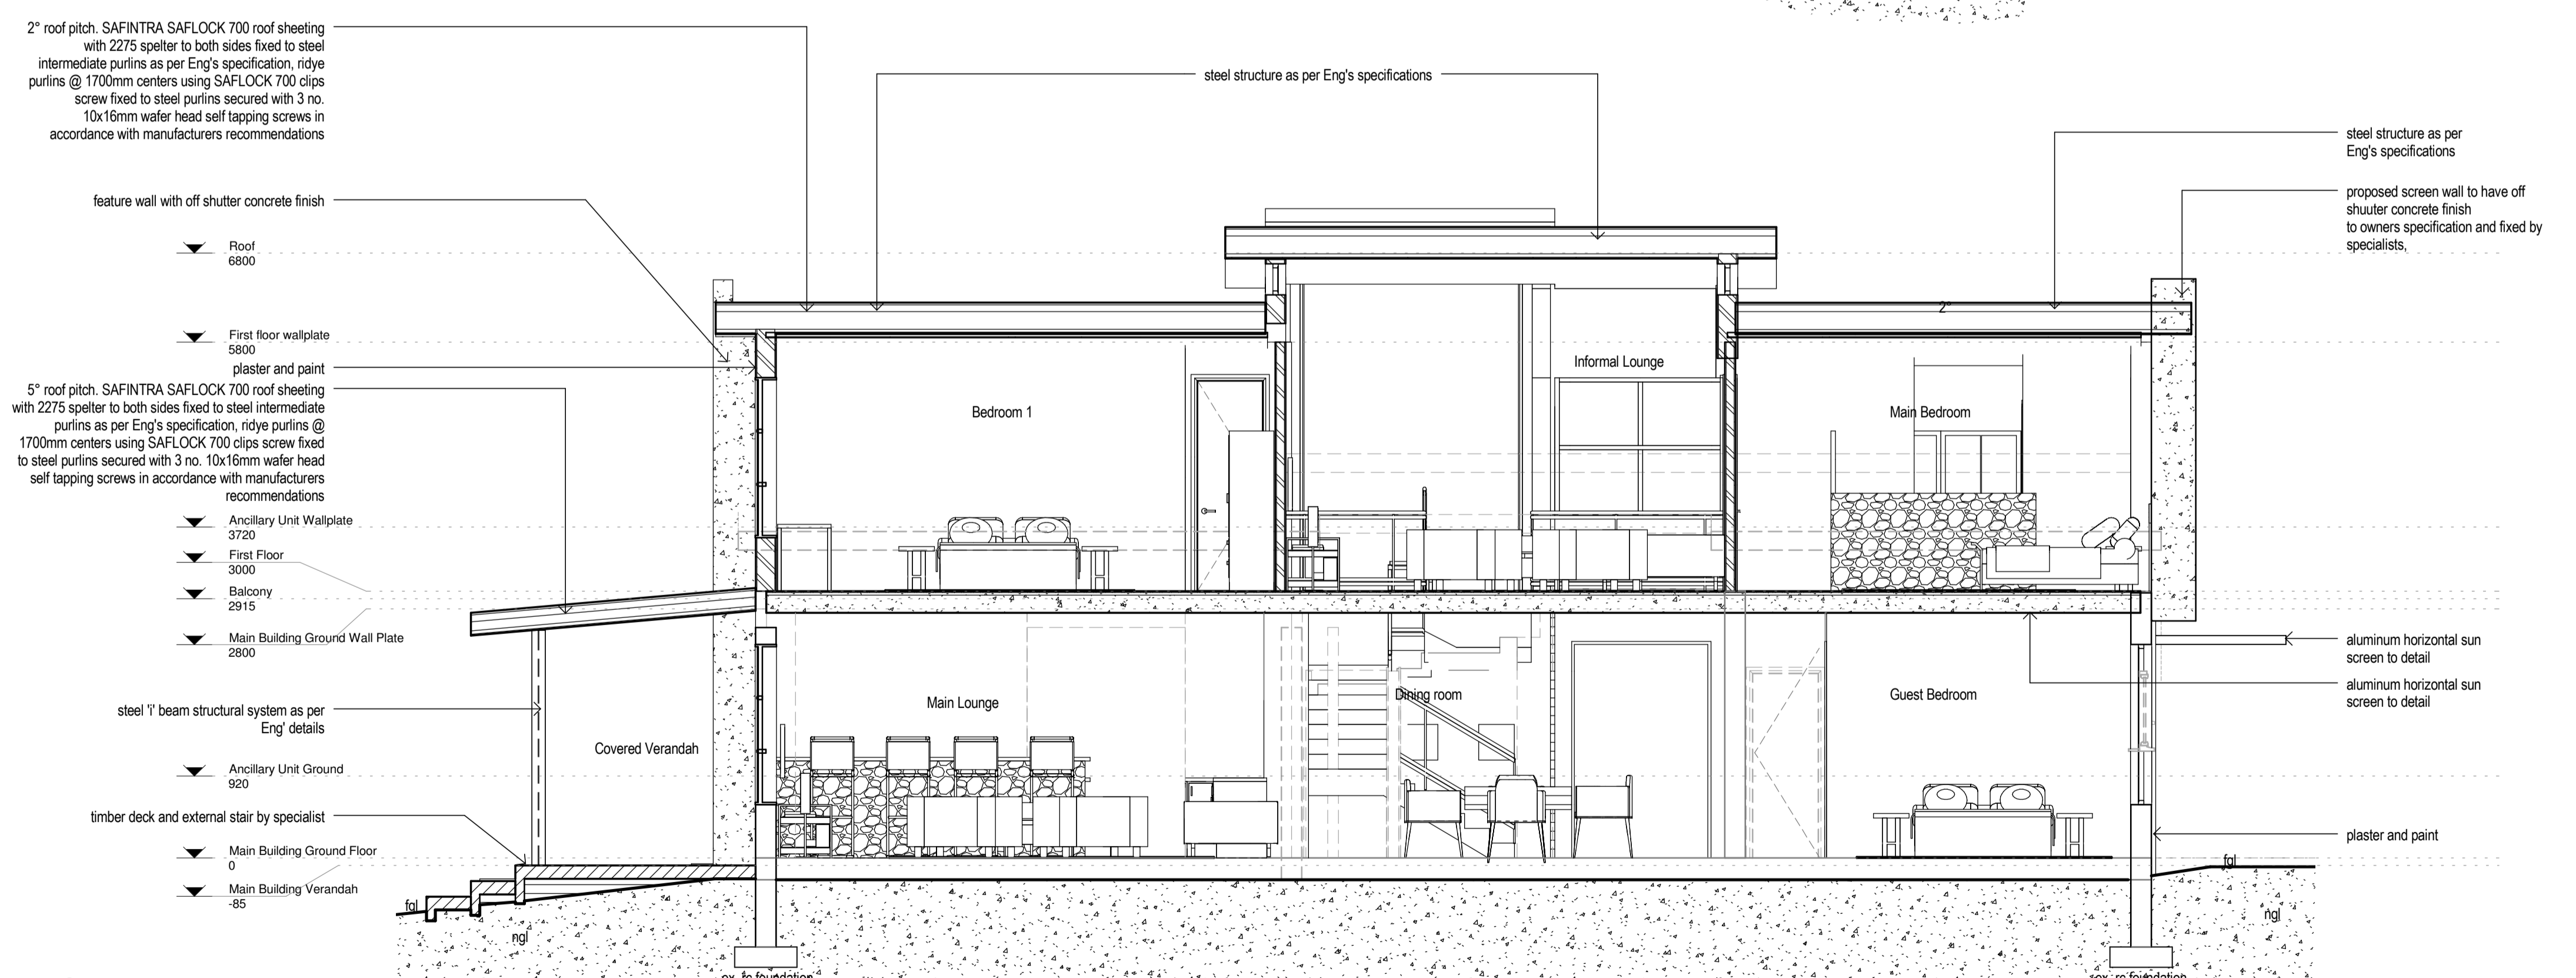 2° roof pitch. SAFINTRA SAFLOCK 700 roof sheeting
with 2275 spelter to both sides fixed to steel
intermediate purlins as per Eng's specification, ridye
purlins @ 1700mm centers using SAFLOCK 700 clips
screw fixed to steel purlins secured with 3 no.
10x16mm wafer head self tapping screws in
accordance with manufacturers recommendations
steel structure as per Eng's specifications
steel structure as per
Eng's specifications
proposed screen wall to have off
shuuter concrete finish
to owners specification and fixed by
specialists,
feature wall with off shutter concrete finish
Roof
6800
2°
First floor wallplate
5800
plaster and paint
5° roof pitch. SAFINTRA SAFLOCK 700 roof sheeting
with 2275 spelter to both sides fixed to steel intermediate
purlins as per Eng's specification, ridye purlins @
1700mm centers using SAFLOCK 700 clips screw fixed
to steel purlins secured with 3 no. 10x16mm wafer head
self tapping screws in accordance with manufacturers
recommendations
Bedroom 1
Informal Lounge
Main Bedroom
Ancillary Unit Wallplate
3720
First Floor
3000
Balcony
2915
Main Building Ground Wall Plate
2800
aluminum horizontal sun
screen to detail
aluminum horizontal sun
screen to detail
steel 'i' beam structural system as per
Eng' details
Covered Verandah
Main Lounge
Dining room
Guest Bedroom
Ancillary Unit Ground
920
timber deck and external stair by specialist
plaster and paint
Main Building Ground Floor
0
Main Building Verandah
-85
fgl
fgl
ngl
ngl
ex. rc foundation
ex. rc foundation